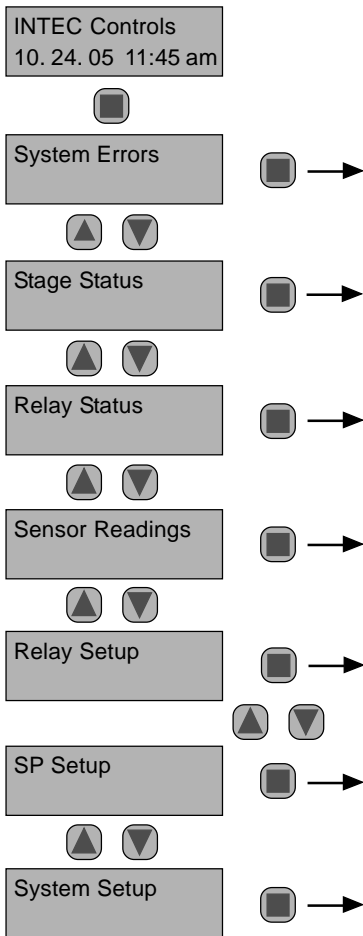 INTEC Controls
10. 24. 05 11:45 am
System Errors
Stage Status
Relay Status
Sensor Readings
Relay Setup
SP Setup
System Setup